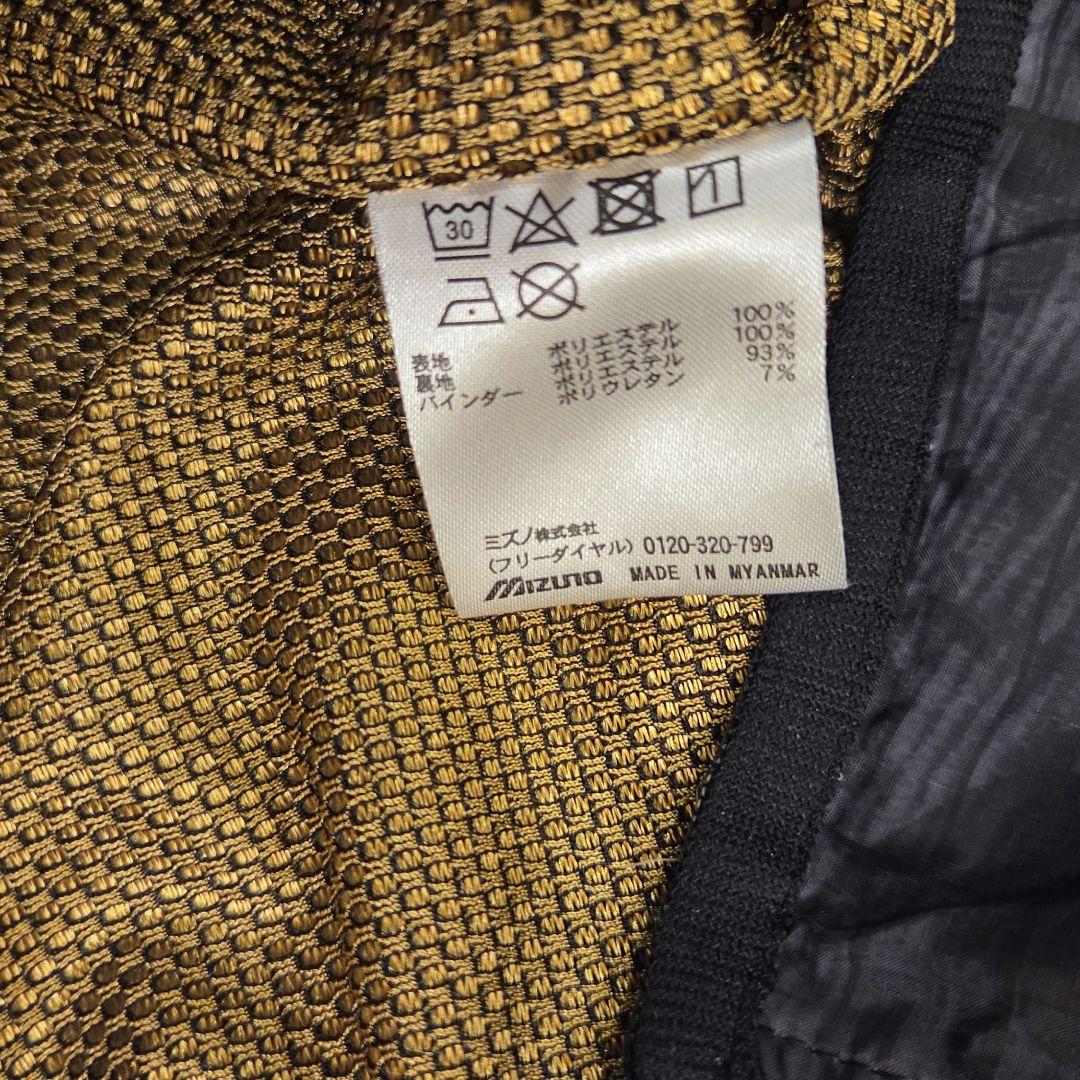 30
表地 ポリエステル 100%
裏地 ポリエステル 100%
バインダー ポリエステル 93%
ポリウレタン 7%
ミズノ株式会社
(フリーダイヤル) 0120-320-799
MIZUNO MADE IN MYANMAR